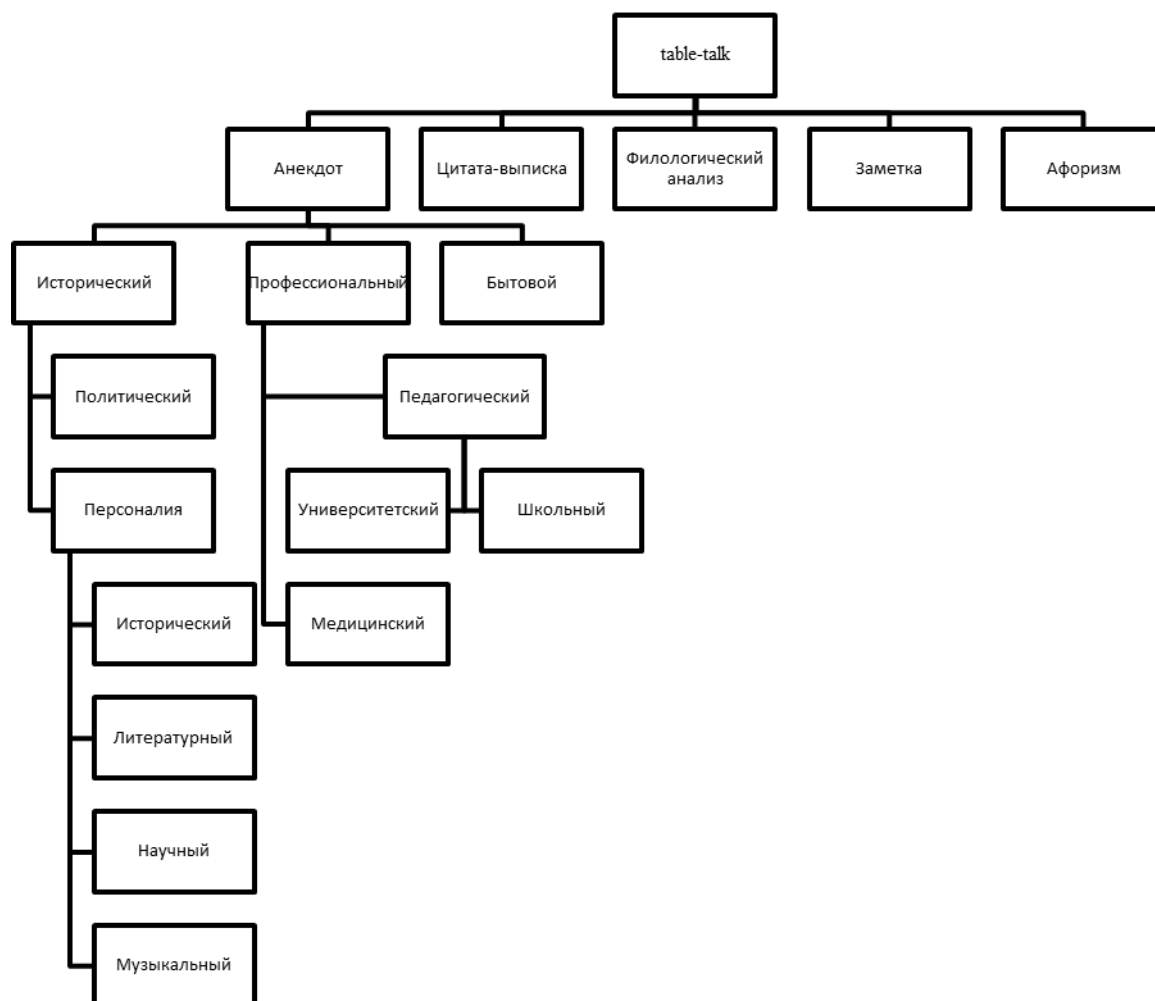 table-talk
Анекдот
Цитата-выписка
Филологический
анализ
Заметка
Афоризм
Исторический
Профессиональный
Бытовой
Политический
Педагогический
Персоналия
Университетский
Школьный
Исторический
Медицинский
Литературный
Научный
Музыкальный